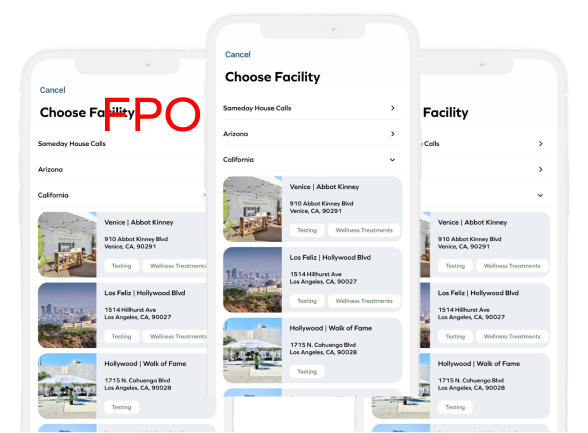 Cancel
Choose Facility
FPO
Sameday House Calls
Arizona
California
Venice | Abbot Kinney
910 Abbot Kinney Blvd
Venice, CA, 90291
Testing
Wellness Treatments
Los Feliz | Hollywood Blvd
1514 Hillhurst Ave
Los Angeles, CA, 90027
Testing
Wellness Treatments
Hollywood | Walk of Fame
1715 N. Cahuenga Blvd
Los Angeles, CA, 90028
Testing
Cancel
Choose Facility
Sameday House Calls
Arizona
California
Venice | Abbot Kinney
910 Abbot Kinney Blvd
Venice, CA, 90291
Testing
Wellness Treatments
Los Feliz | Hollywood Blvd
1514 Hillhurst Ave
Los Angeles, CA, 90027
Testing
Wellness Treatments
Hollywood | Walk of Fame
1715 N. Cahuenga Blvd
Los Angeles, CA, 90028
Testing
Facility
Calls
Venice | Abbot Kinney
910 Abbot Kinney Blvd
Venice, CA, 90291
Testing
Wellness Treatments
Los Feliz | Hollywood Blvd
1514 Hillhurst Ave
Los Angeles, CA, 90027
Testing
Wellness Treatments
Hollywood | Walk of Fame
1715 N. Cahuenga Blvd
Los Angeles, CA, 90028
Testing